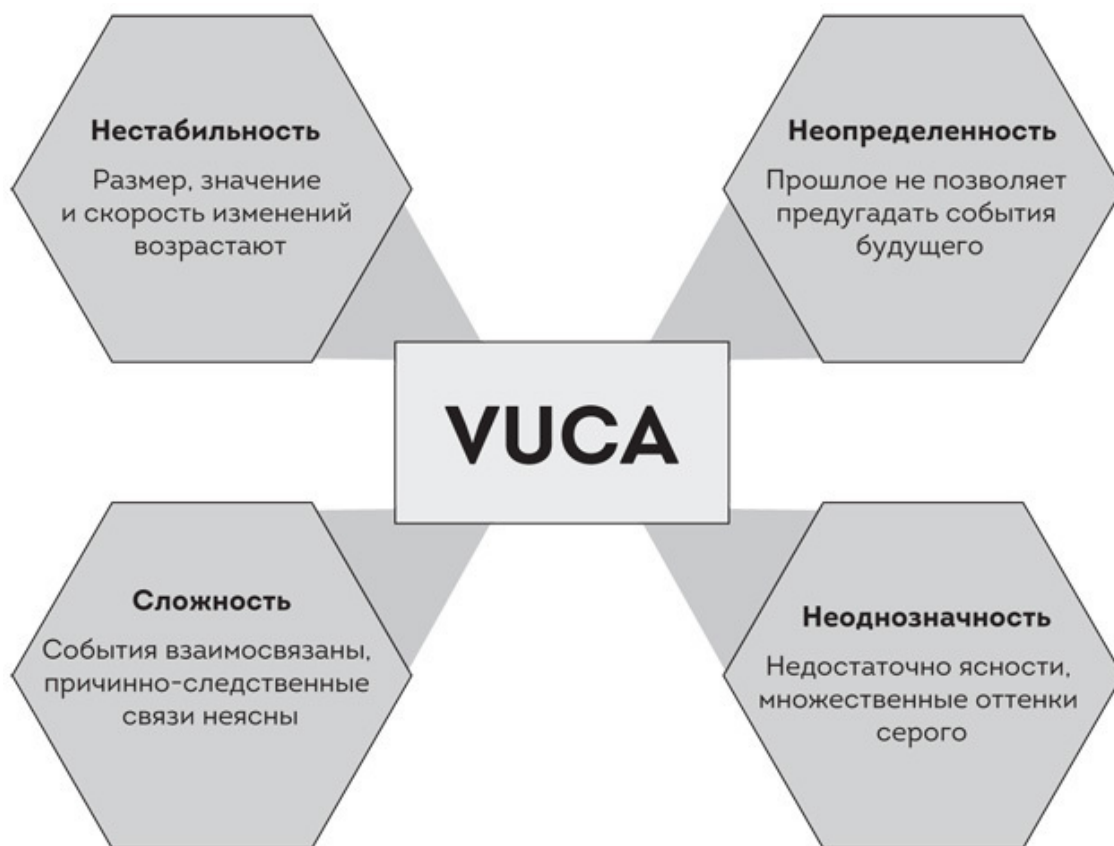 Нестабильность
Размер, значение
и скорость изменений
возрастают
Неопределенность
Прошлое не позволяет
предугадать события
будущего
VUCA
Сложность
События взаимосвязаны,
причинно-следственные
связи неясны
Неоднозначность
Недостаточно ясности,
множественные оттенки
серого